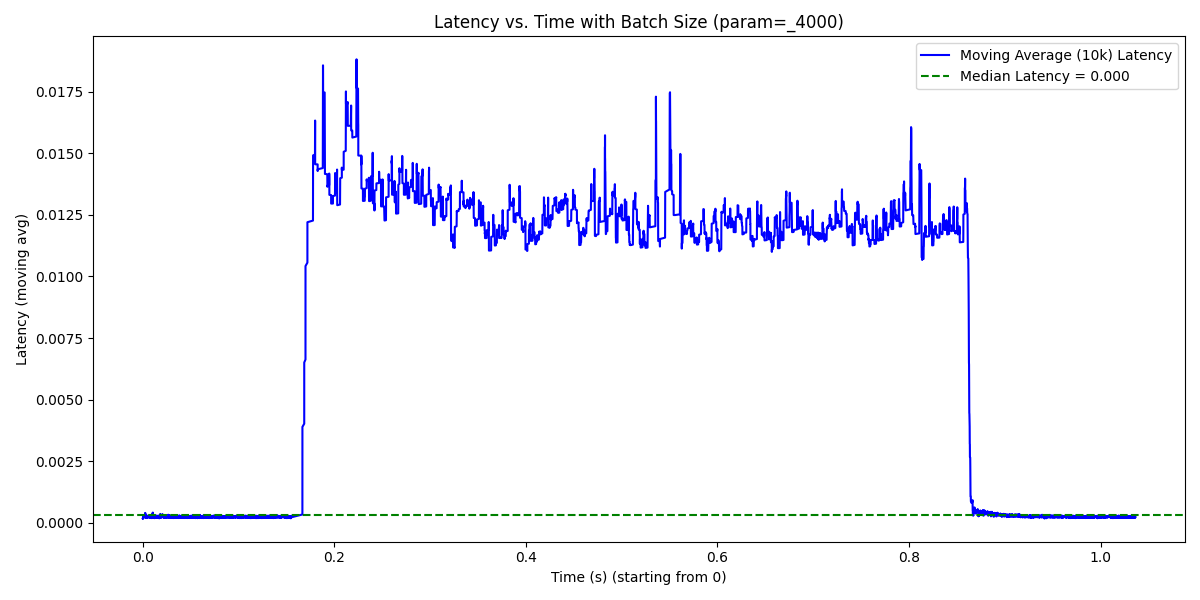 Latency vs. Time with Batch Size (param=_4000)
Moving Average (10k) Latency
Median Latency = 0.000
Latency (moving avg)
0.0175
0.0150
0.0125
0.0100
0.0075
0.0050
0.0025
0.0000
0.0 0.2 0.4 0.6 0.8 1.0
Time (s) (starting from 0)